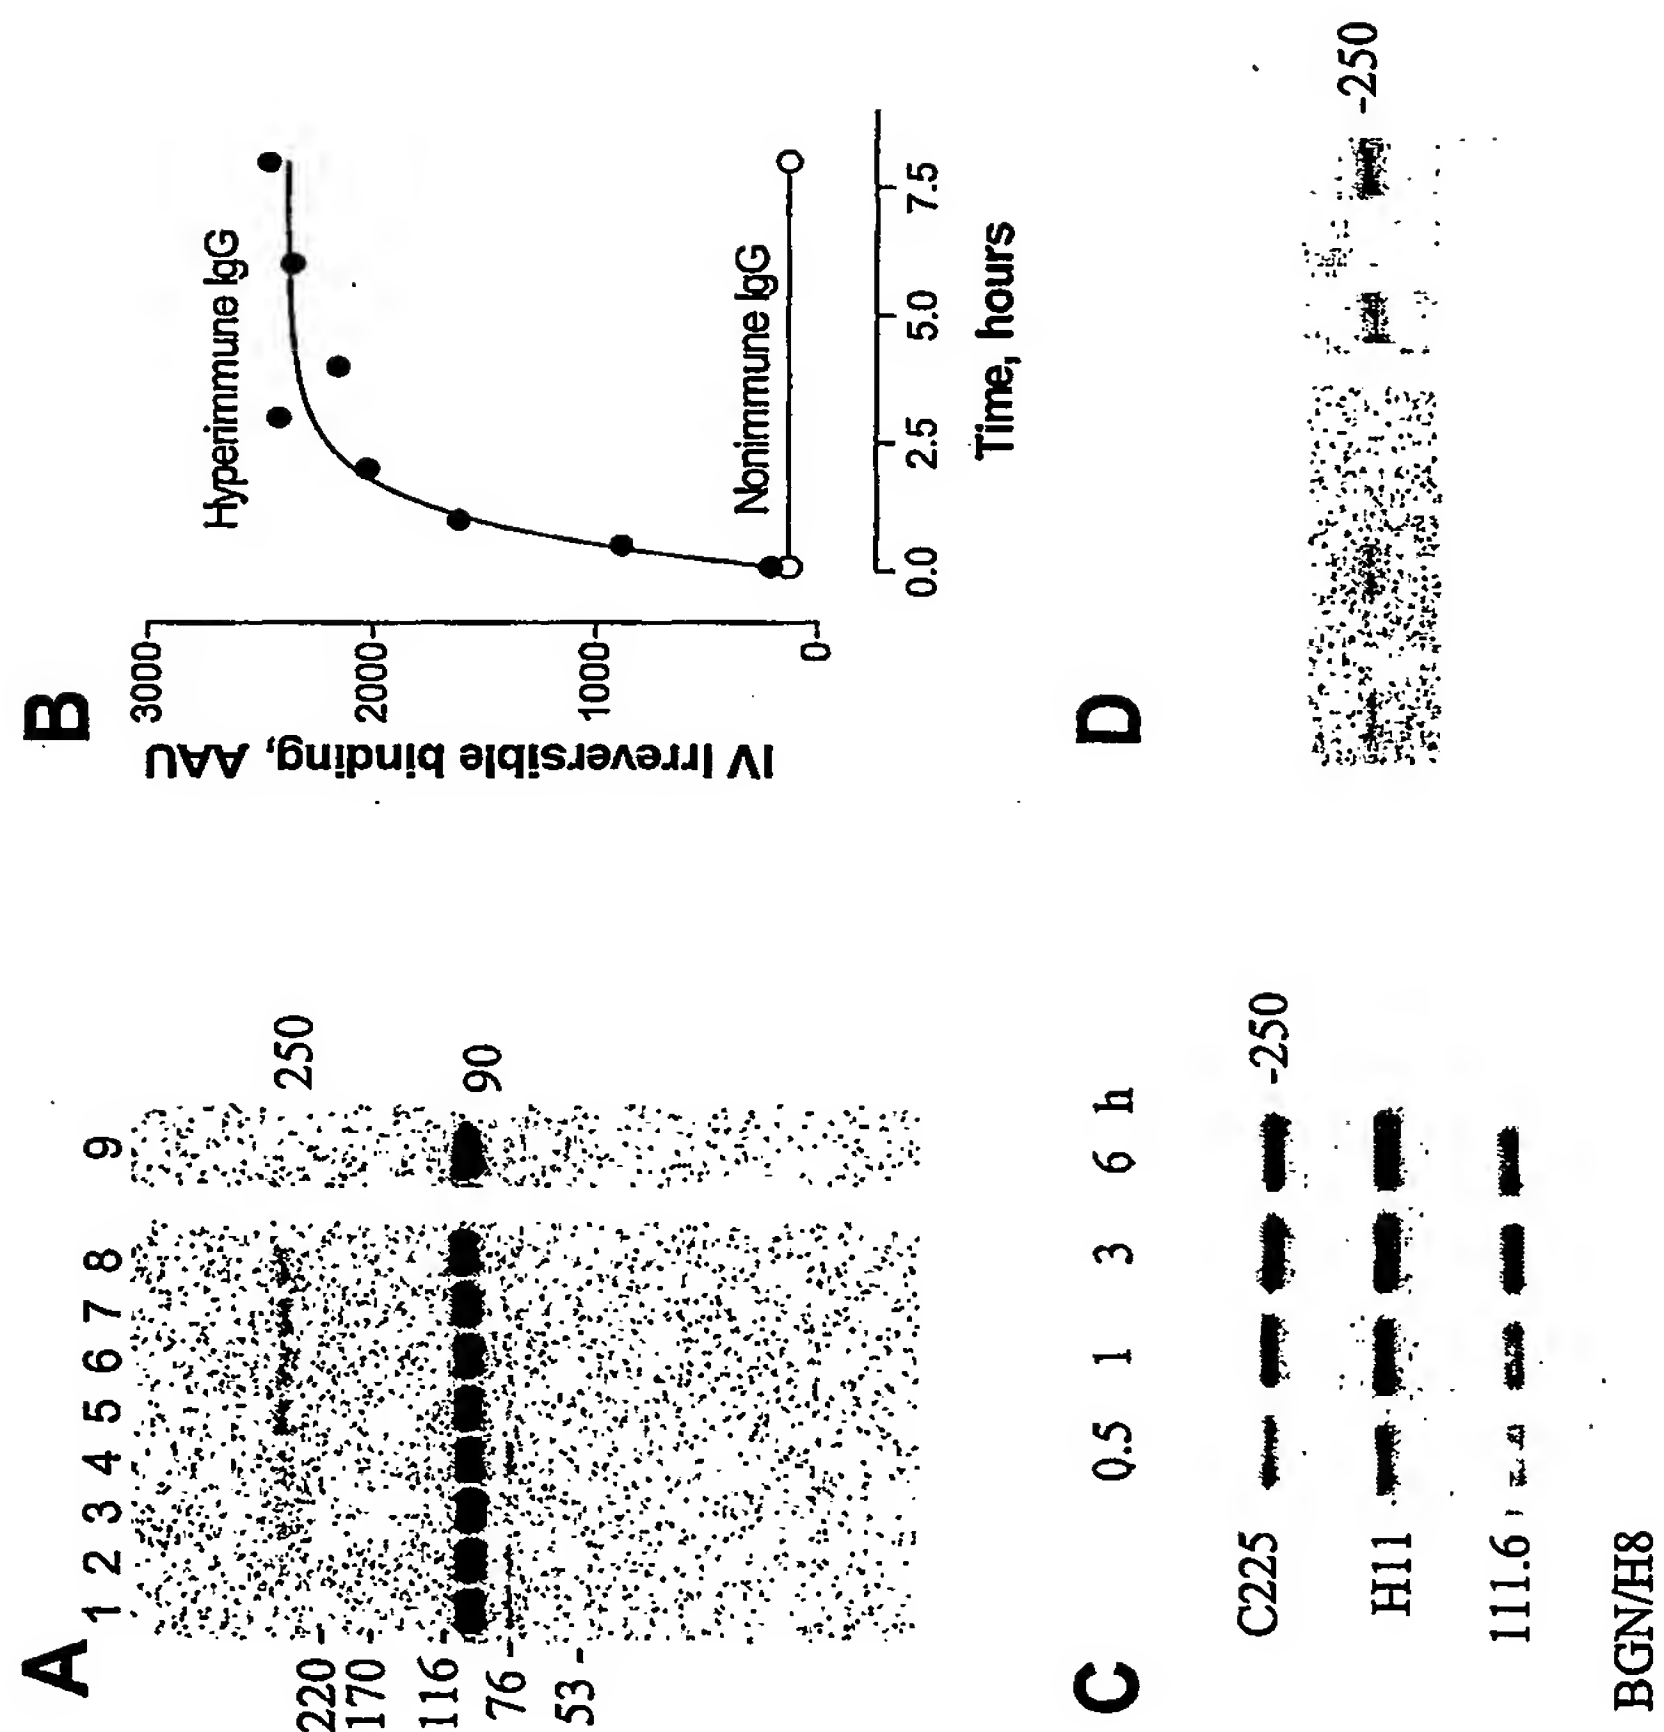 A
1 2 3 4 5 6 7 8 9
220-
170-
116-
76-
53-
250
90
B
IV Irreversible binding, AAU
3000
2000
1000
0
Hyperimmune IgG
Nonimmune IgG
0.0 2.5 5.0 7.5
Time, hours
C
0.5 1 3 6 h
C225
-250
H11
111.6
BGN/H8
D
-250